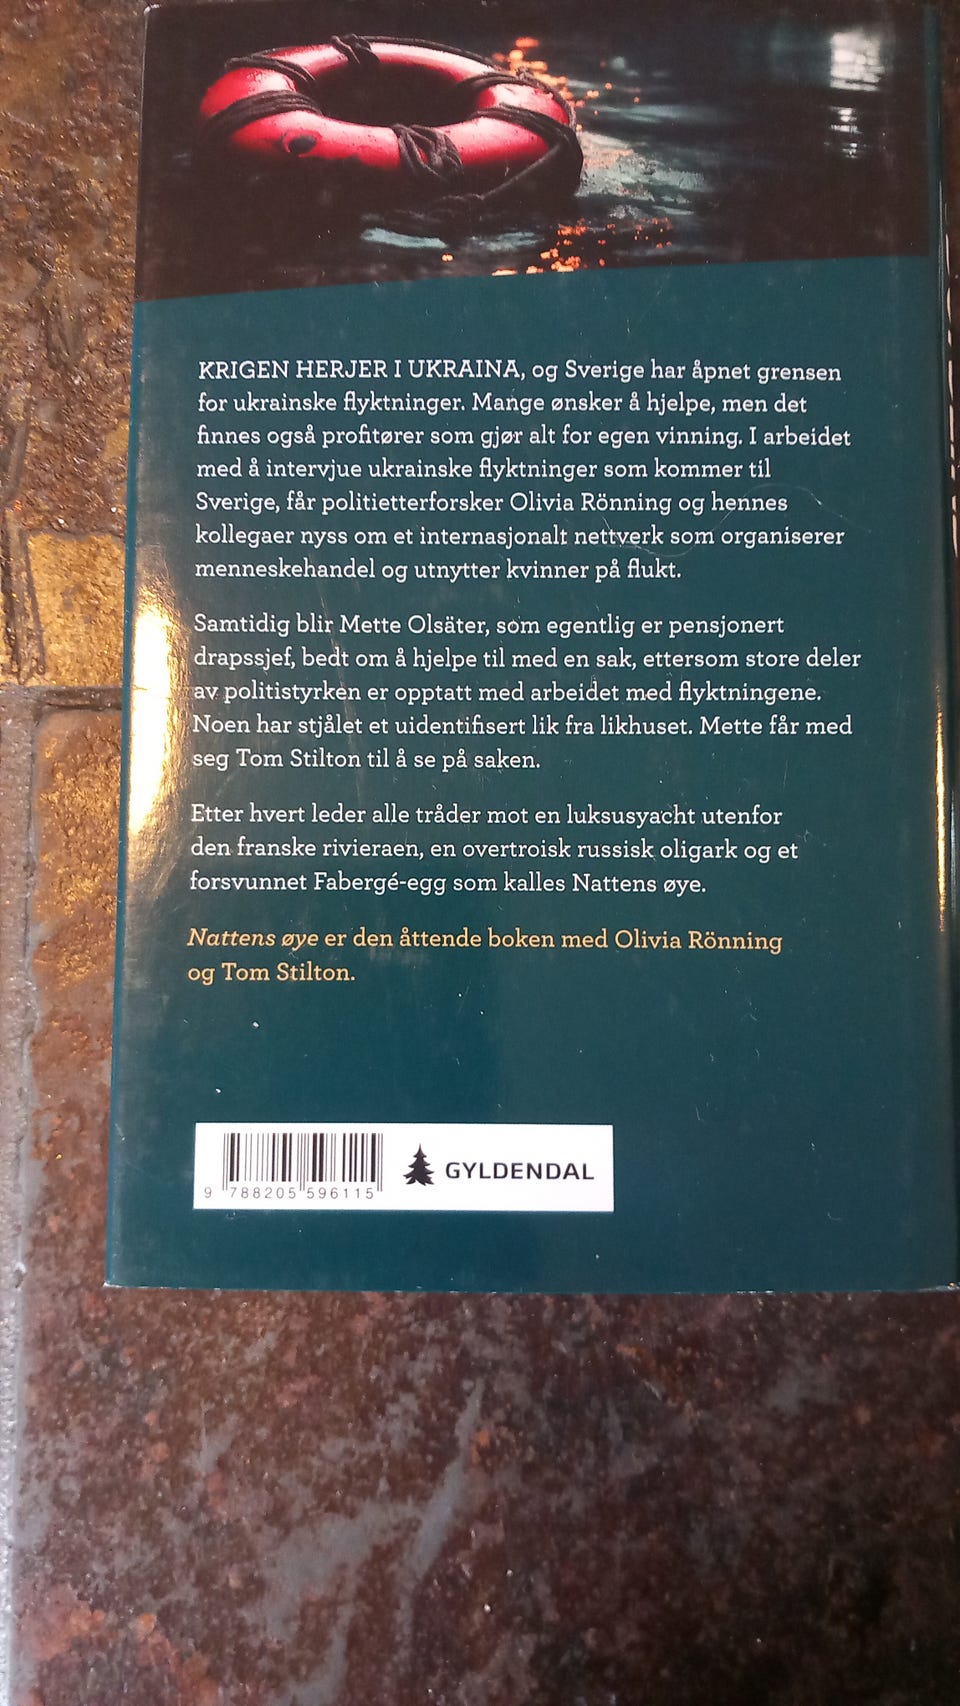 KRIGEN HERJER I UKRAINA, og Sverige har åpnet grensen
for ukrainske flyktninger. Mange ønsker å hjelpe, men det
finnes også profitører som gjør alt for egen vinning. I arbeidet
med å intervjue ukrainske flyktninger som kommer til
Sverige, får politietterforsker Olivia Rönning og hennes
kollegaer nyss om et internasjonalt nettverk som organiserer
menneskehandel og utnytter kvinner på flukt.
Samtidig blir Mette Olsäter, som egentlig er pensjonert
drapssjef, bedt om å hjelpe til med en sak, ettersom store deler
av politistyrken er opptatt med arbeidet med flyktningene.
Noen har stjålet et uidentifisert lik fra likhuset. Mette får med
seg Tom Stilton til å se på saken.
Etter hvert leder alle tråder mot en luksusyacht utenfor
den franske rivieraen, en overtroisk russisk oligark og et
forsvunnet Fabergé-egg som kalles Nattens øye.
Nattens øye er den åttende boken med Olivia Rönning
og Tom Stilton.
9 788205 596115
GYLDENDAL